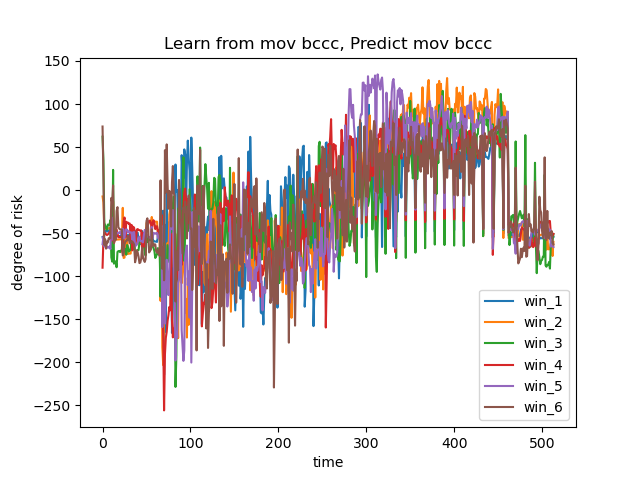 Learn from mov bccc, Predict mov bccc
degree of risk
150
100
50
0
−50
−100
−150
−200
−250
0 100 200 300 400 500
time
win_1
win_2
win_3
win_4
win_5
win_6